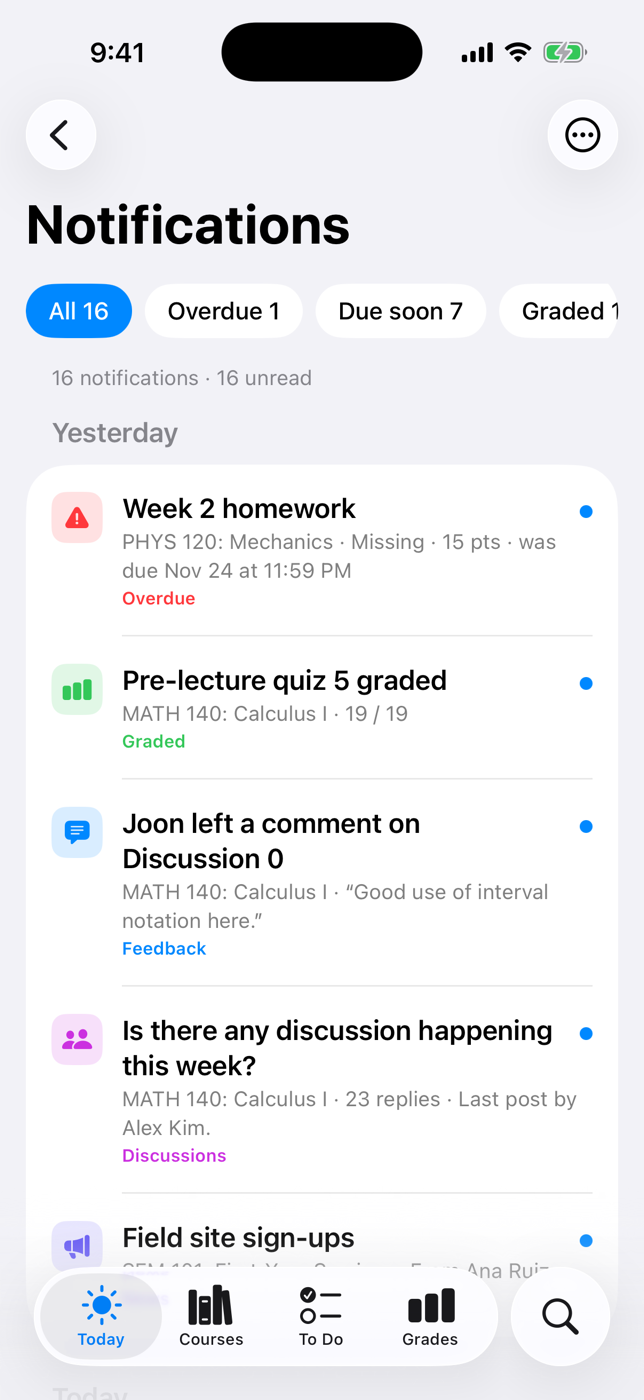 9:41
Notifications
All 16
Overdue 1
Due soon 7
Graded
16 notifications · 16 unread
Yesterday
Week 2 homework
PHYS 120: Mechanics · Missing · 15 pts · was
due Nov 24 at 11:59 PM
Overdue
Pre-lecture quiz 5 graded
MATH 140: Calculus I · 19 / 19
Graded
Joon left a comment on
Discussion 0
MATH 140: Calculus I · “Good use of interval
notation here.”
Feedback
Is there any discussion happening
this week?
MATH 140: Calculus I · 23 replies · Last post by
Alex Kim.
Discussions
Field site sign-ups
Ana Ruiz
Today
Courses
To Do
Grades
Today